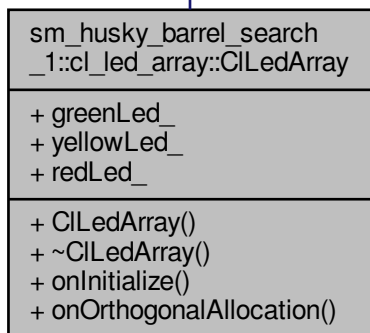 sm_husky_barrel_search
_1::cl_led_array::ClLedArray
+ greenLed_
+ yellowLed_
+ redLed_
+ ClLedArray()
+ ~ClLedArray()
+ onInitialize()
+ onOrthogonalAllocation()